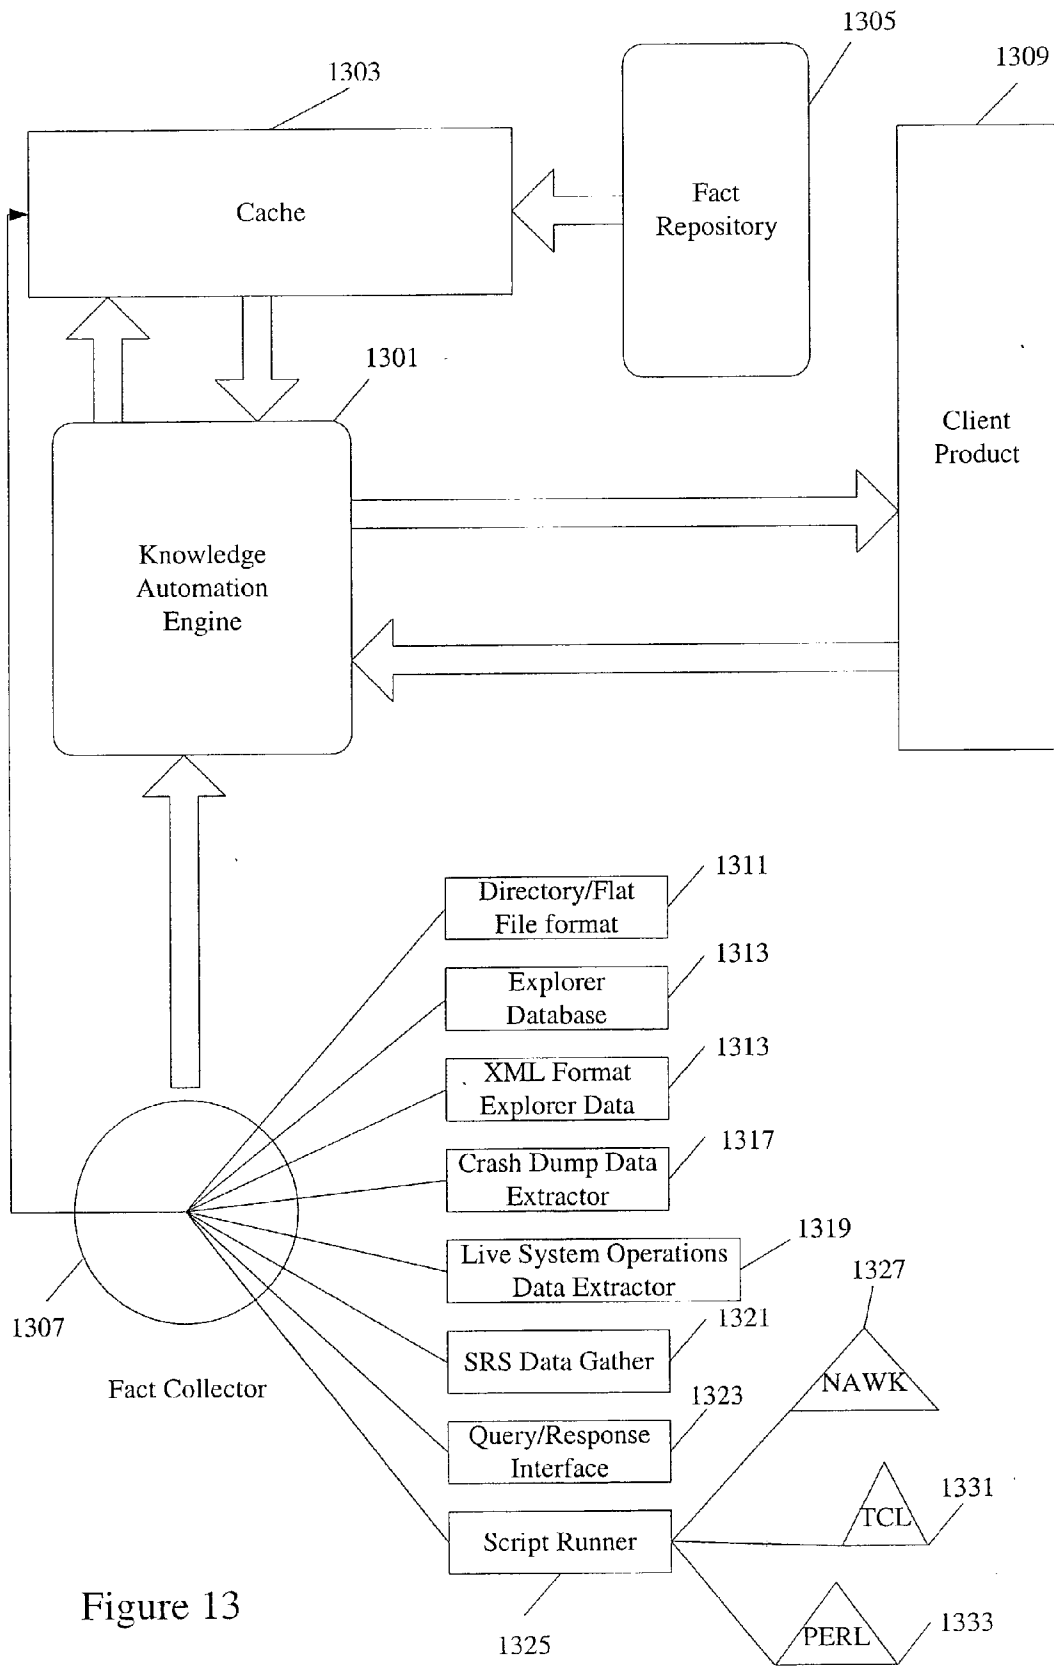 1305
1309
1303
Cache
Fact
Repository
1301
Client
Product
Knowledge
Automation
Engine
1311
Directory/Flat
File format
1313
Explorer
Database
1313
XML Format
Explorer Data
1317
Crash Dump Data
Extractor
1319
Live System Operations
Data Extractor
1327
1307
1321
SRS Data Gather
NAWK
Fact Collector
1323
Query/Response
Interface
1331
TCL
Script Runner
Figure 13
1325
PERL
1333